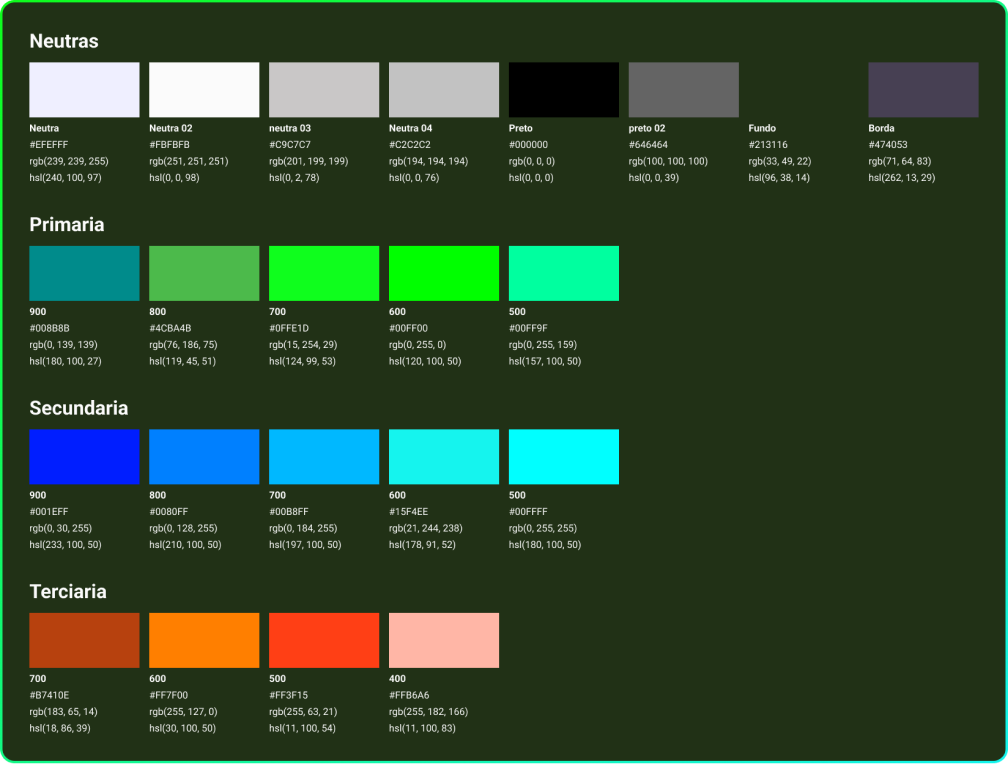 Neutras
Neutra
#EFEFFF
rgb(239, 239, 255)
hsl(240, 100, 97)
Neutra 02
#FBFBFB
rgb(251, 251, 251)
hsl(0, 0, 98)
neutra 03
#C9C7C7
rgb(201, 199, 199)
hsl(0, 2, 78)
Neutra 04
#C2C2C2
rgb(194, 194, 194)
hsl(0, 0, 76)
Preto
#000000
rgb(0, 0, 0)
hsl(0, 0, 0)
preto 02
#646464
rgb(100, 100, 100)
hsl(0, 0, 39)
Fundo
#213116
rgb(33, 49, 22)
hsl(96, 38, 14)
Borda
#474053
rgb(71, 64, 83)
hsl(262, 13, 29)
Primaria
900
#008B8B
rgb(0, 139, 139)
hsl(180, 100, 27)
800
#4CBA4B
rgb(76, 186, 75)
hsl(119, 45, 51)
700
#0FFE1D
rgb(15, 254, 29)
hsl(124, 99, 53)
600
#00FF00
rgb(0, 255, 0)
hsl(120, 100, 50)
500
#00FF9F
rgb(0, 255, 159)
hsl(157, 100, 50)
Secundaria
900
#001EFF
rgb(0, 30, 255)
hsl(233, 100, 50)
800
#0080FF
rgb(0, 128, 255)
hsl(210, 100, 50)
700
#00B8FF
rgb(0, 184, 255)
hsl(197, 100, 50)
600
#15F4EE
rgb(21, 244, 238)
hsl(178, 91, 52)
500
#00FFFF
rgb(0, 255, 255)
hsl(180, 100, 50)
Terciaria
700
#B7410E
rgb(183, 65, 14)
hsl(18, 86, 39)
600
#FF7F00
rgb(255, 127, 0)
hsl(30, 100, 50)
500
#FF3F15
rgb(255, 63, 21)
hsl(11, 100, 54)
400
#FFB6A6
rgb(255, 182, 166)
hsl(11, 100, 83)